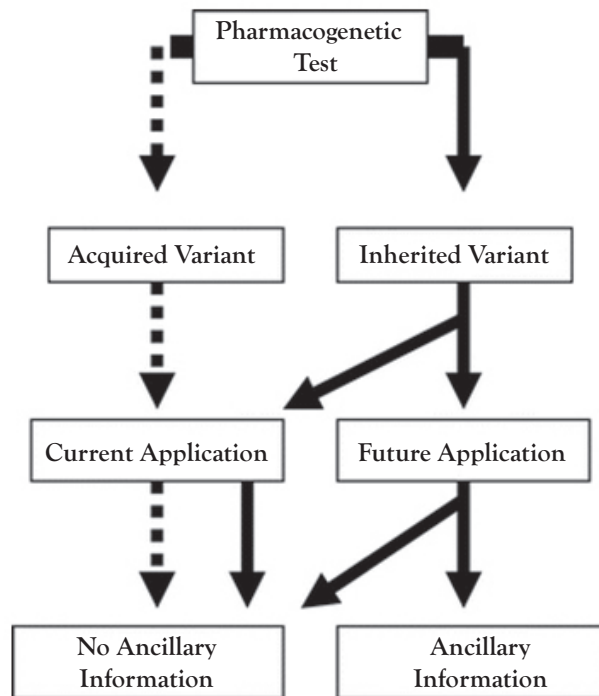 Pharmacogenetic
Test
Acquired Variant
Inherited Variant
Current Application
Future Application
No Ancillary
Information
Ancillary
Information